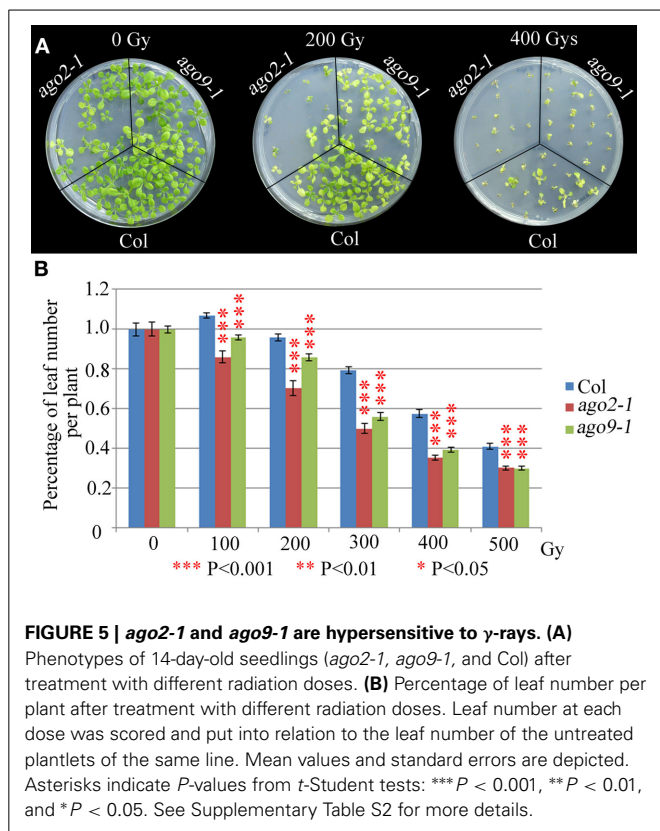 A
0 Gy
200 Gy
400 Gys
ago2-1
ago9-1
ago2-1
ago9-1
ago2-1
ago9-1
Col
Col
Col
B
Percentage of leaf number
per plant
1.2
1.0
0.8
0.6
0.4
0.2
0
***
***
***
***
***
***
***
***
***
***
Col
ago2-1
ago9-1
0
100
200
300
400
500
Gy
*** P<0.001
** P<0.01
* P<0.05
FIGURE 5 | ago2-1 and ago9-1 are hypersensitive to γ-rays. (A)
Phenotypes of 14-day-old seedlings (ago2-1, ago9-1, and Col) after
treatment with different radiation doses. (B) Percentage of leaf number per
plant after treatment with different radiation doses. Leaf number at each
dose was scored and put into relation to the leaf number of the untreated
plantlets of the same line. Mean values and standard errors are depicted.
Asterisks indicate P-values from t-Student tests: ***P < 0.001, **P < 0.01,
and *P < 0.05. See Supplementary Table S2 for more details.